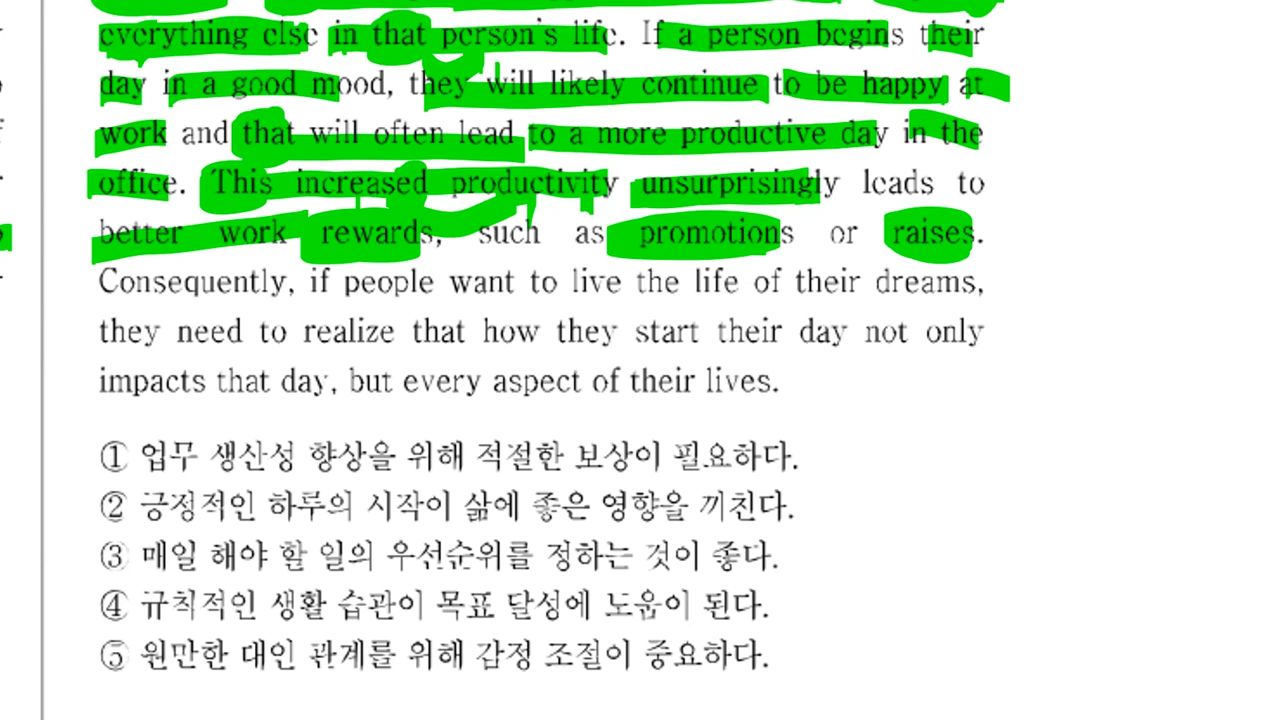 everything else in that person's life. If a person begins their
day in a good mood, they will likely continue to be happy at
work and that will often lead to a more productive day in the
office. This increased productivity unsurprisingly leads to
better work rewards, such as promotions or raises.
Consequently, if people want to live the life of their dreams,
they need to realize that how they start their day not only
impacts that day, but every aspect of their lives.
① 업무 생산성 향상을 위해 적절한 보상이 필요하다.
② 긍정적인 하루의 시작이 삶에 좋은 영향을 끼친다.
③ 매일 해야 할 일의 우선순위를 정하는 것이 좋다.
④ 규칙적인 생활 습관이 목표 달성에 도움이 된다.
⑤ 원만한 대인 관계를 위해 감정 조절이 중요하다.